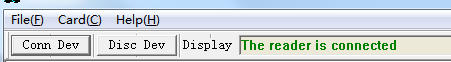 File(F) Card(C) Help(H)
Conn Dev Disc Dev Display The reader is connected